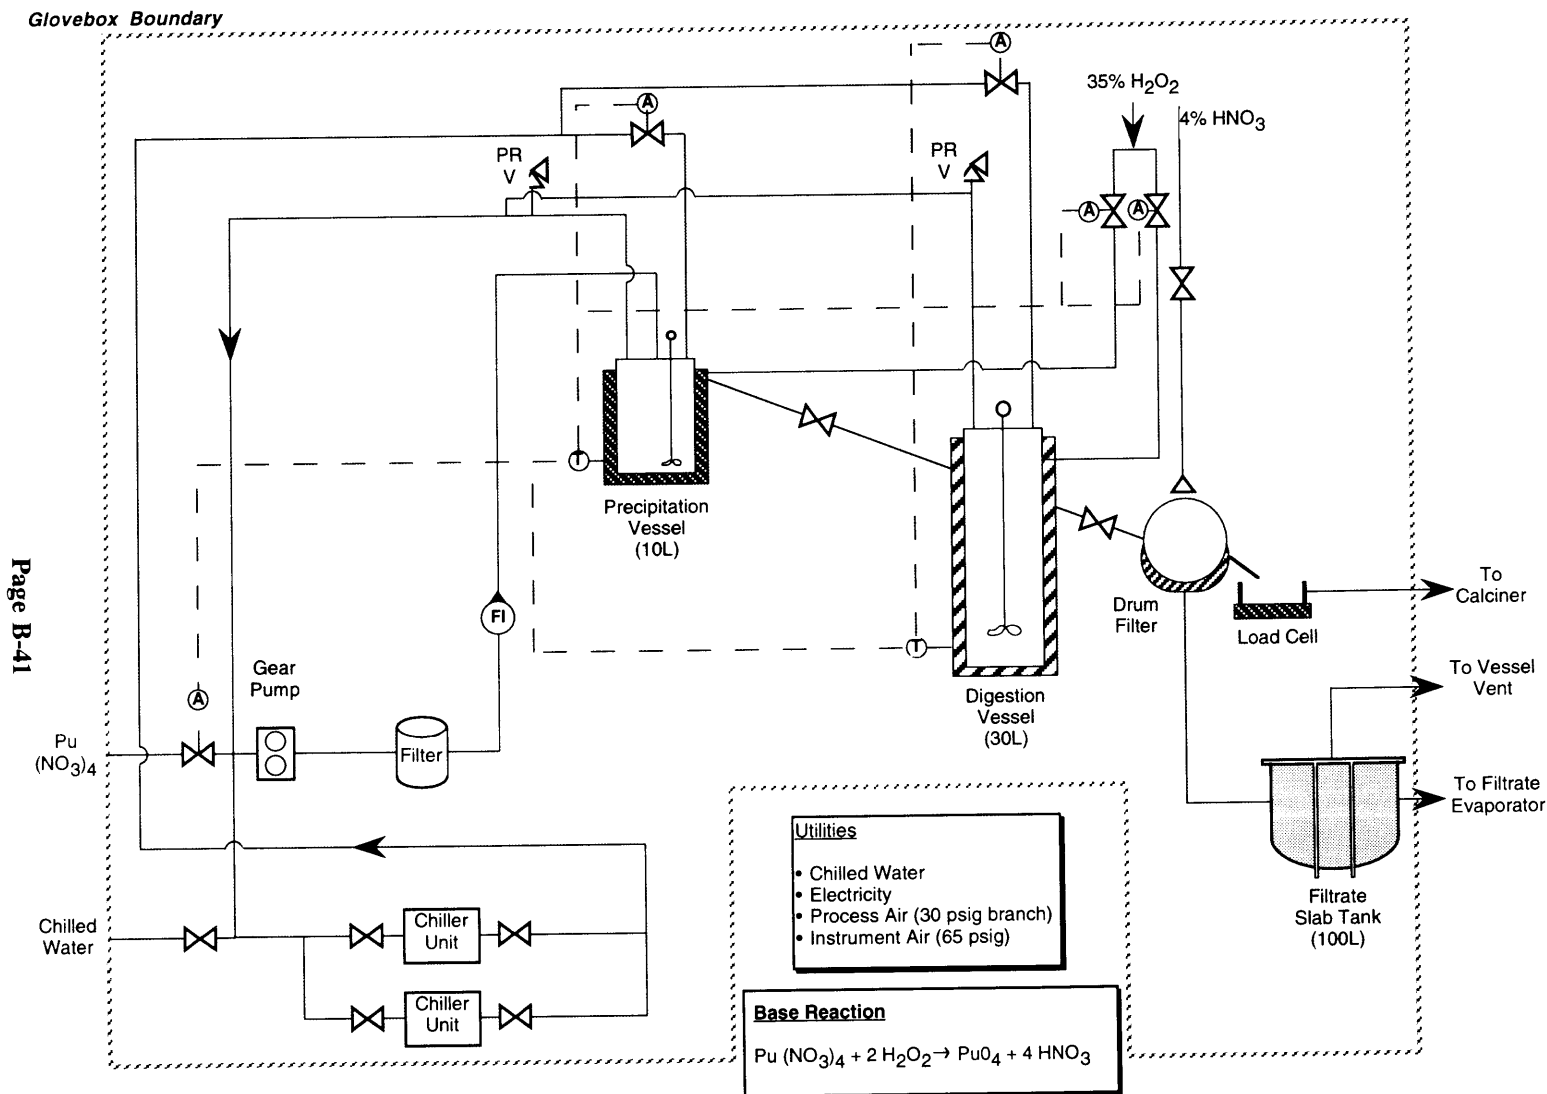 Glovebox Boundary
A
35% H2O2
4% HNO3
A
PR
V
PR
V
A
A
T
Precipitation
Vessel
(10L)
Page B-41
FI
To
Calciner
Drum
Filter
Load Cell
T
Gear
Pump
To Vessel
Vent
A
Digestion
Vessel
(30L)
Pu
(NO3)4
Filter
To Filtrate
Evaporator
Utilities
• Chilled Water
• Electricity
• Process Air (30 psig branch)
• Instrument Air (65 psig)
Filtrate
Slab Tank
(100L)
Chilled
Water
Chiller
Unit
Chiller
Unit
Base Reaction
Pu (NO3)4 + 2 H2O2→ Pu04 + 4 HNO3